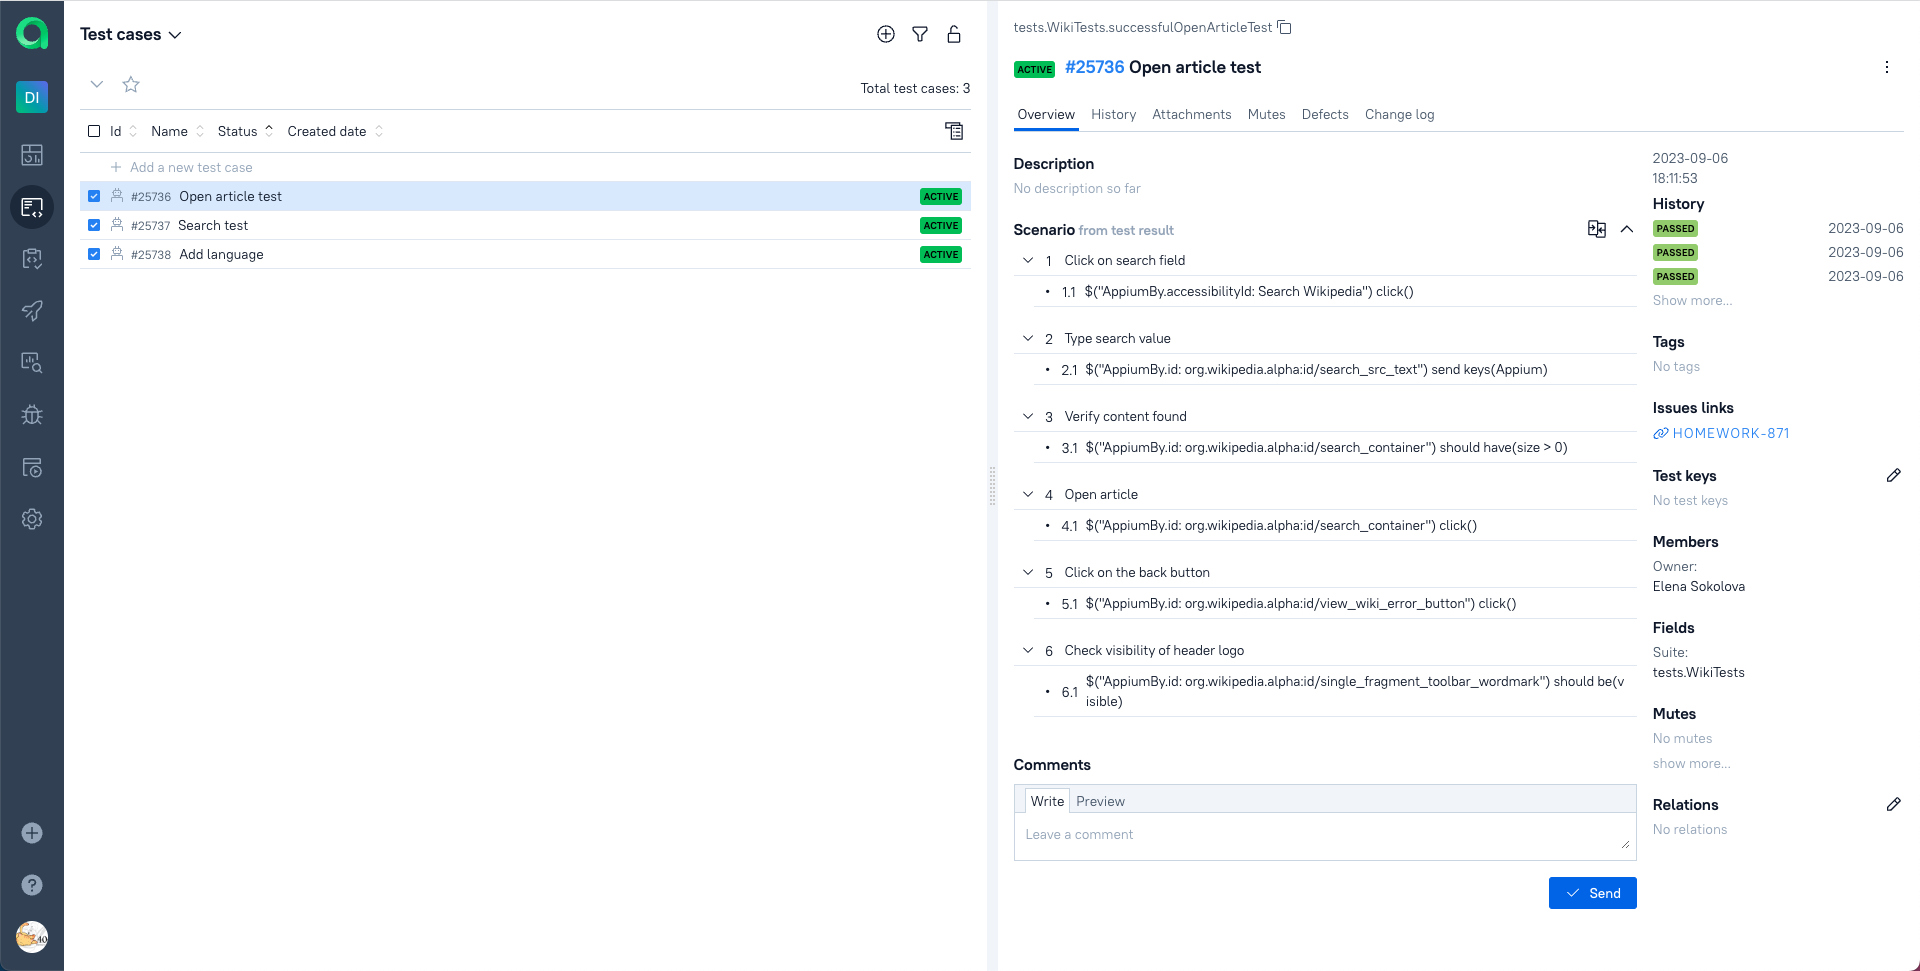 DI
Test cases
Total test cases: 3
Id Name Status Created date
+ Add a new test case
#25736 Open article test ACTIVE
#25737 Search test ACTIVE
#25738 Add language ACTIVE
tests.WikiTests.successfulOpenArticleTest
ACTIVE #25736 Open article test
Overview History Attachments Mutes Defects Change log
Description
No description so far
Scenario from test result
1 Click on search field
• 1.1 $("AppiumBy.accessibilityId: Search Wikipedia") click()
2 Type search value
• 2.1 $("AppiumBy.id: org.wikipedia.alpha:id/search_src_text") send keys(Appium)
3 Verify content found
• 3.1 $("AppiumBy.id: org.wikipedia.alpha:id/search_container") should have(size > 0)
4 Open article
• 4.1 $("AppiumBy.id: org.wikipedia.alpha:id/search_container") click()
5 Click on the back button
• 5.1 $("AppiumBy.id: org.wikipedia.alpha:id/view_wiki_error_button") click()
6 Check visibility of header logo
• 6.1 $("AppiumBy.id: org.wikipedia.alpha:id/single_fragment_toolbar_wordmark") should be(v
isible)
Comments
Write Preview
Leave a comment
Send
2023-09-06
18:11:53
History
PASSED 2023-09-06
PASSED 2023-09-06
PASSED 2023-09-06
Show more...
Tags
No tags
Issues links
HOMEWORK-871
Test keys
No test keys
Members
Owner:
Elena Sokolova
Fields
Suite:
tests.WikiTests
Mutes
No mutes
show more...
Relations
No relations